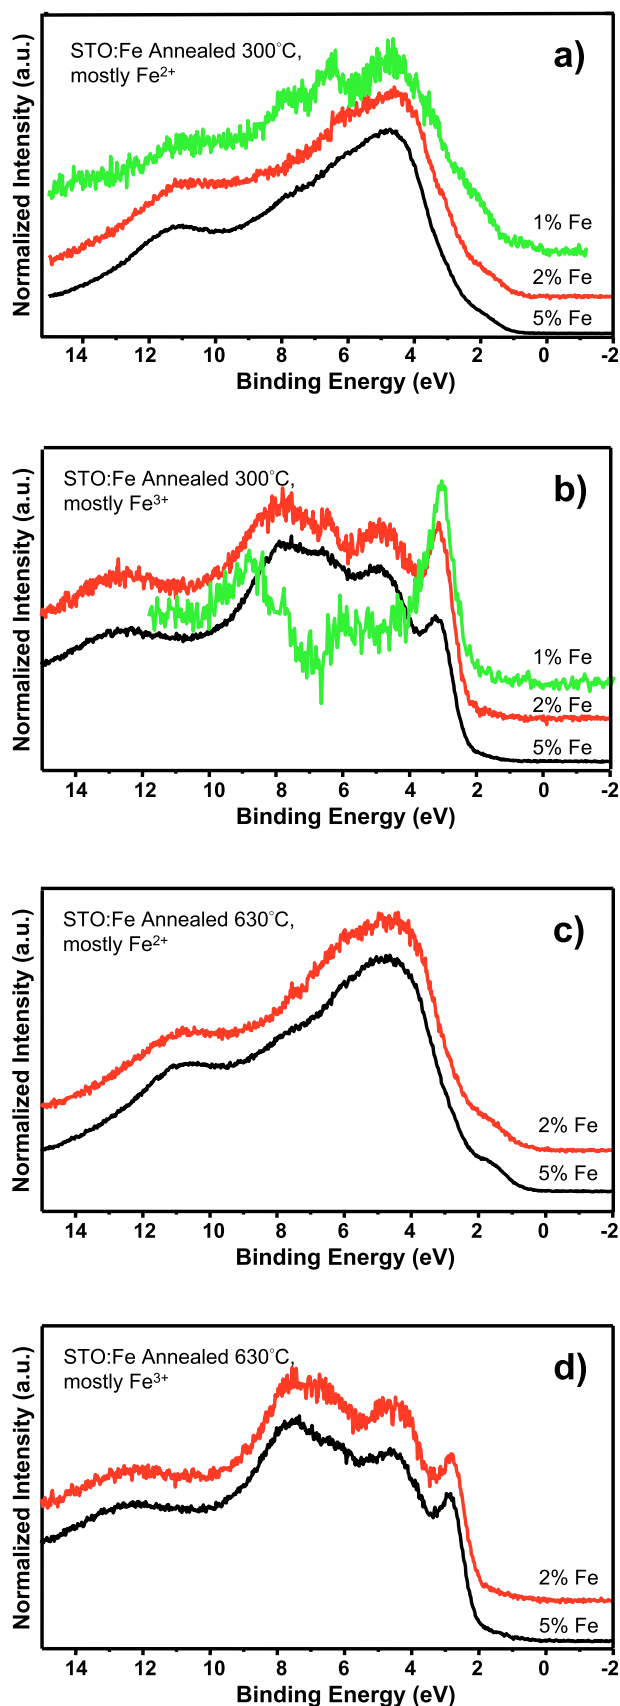 STO:Fe Annealed 300°C,
mostly Fe²⁺
a)
Normalized Intensity (a.u.)
1% Fe
2% Fe
5% Fe
14 12 10 8 6 4 2 0 -2
Binding Energy (eV)
STO:Fe Annealed 300°C,
mostly Fe³⁺
b)
Normalized Intensity (a.u.)
1% Fe
2% Fe
5% Fe
14 12 10 8 6 4 2 0 -2
Binding Energy (eV)
STO:Fe Annealed 630°C,
mostly Fe²⁺
c)
Normalized Intensity (a.u.)
2% Fe
5% Fe
14 12 10 8 6 4 2 0 -2
Binding Energy (eV)
STO:Fe Annealed 630°C,
mostly Fe³⁺
d)
Normalized Intensity (a.u.)
2% Fe
5% Fe
14 12 10 8 6 4 2 0 -2
Binding Energy (eV)